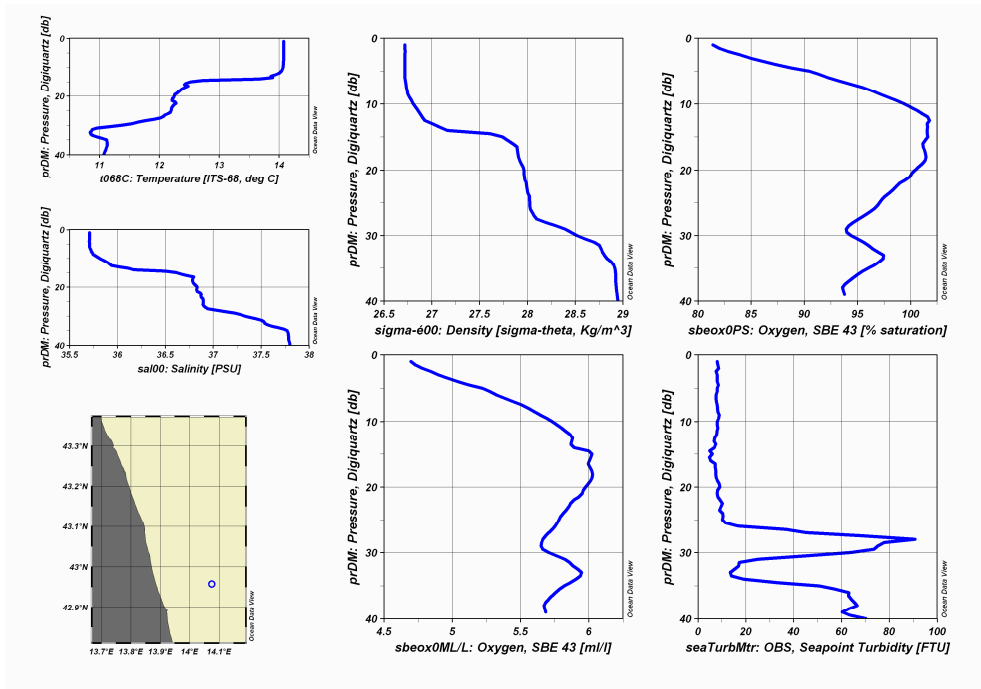 prDM: Pressure, Digiquartz [db]
0
20
40
11
12
13
14
t068C: Temperature [ITS-68, deg C]
Ocean Data View
prDM: Pressure, Digiquartz [db]
0
20
40
35.5
36
36.5
37
37.5
38
sal00: Salinity [PSU]
Ocean Data View
43.3°N
43.2°N
43.1°N
43°N
42.9°N
13.7°E
13.8°E
13.9°E
14°E
14.1°E
Ocean Data View
prDM: Pressure, Digiquartz [db]
0
10
20
30
40
26.5
27
27.5
28
28.5
29
sigma-é00: Density [sigma-theta, Kg/m^3]
Ocean Data View
prDM: Pressure, Digiquartz [db]
0
10
20
30
40
80
85
90
95
100
sbeox0PS: Oxygen, SBE 43 [% saturation]
Ocean Data View
prDM: Pressure, Digiquartz [db]
0
10
20
30
40
4.5
5
5.5
6
sbeox0ML/L: Oxygen, SBE 43 [ml/l]
Ocean Data View
prDM: Pressure, Digiquartz [db]
0
10
20
30
40
0
20
40
60
80
100
seaTurbMtr: OBS, Seapoint Turbidity [FTU]
Ocean Data View